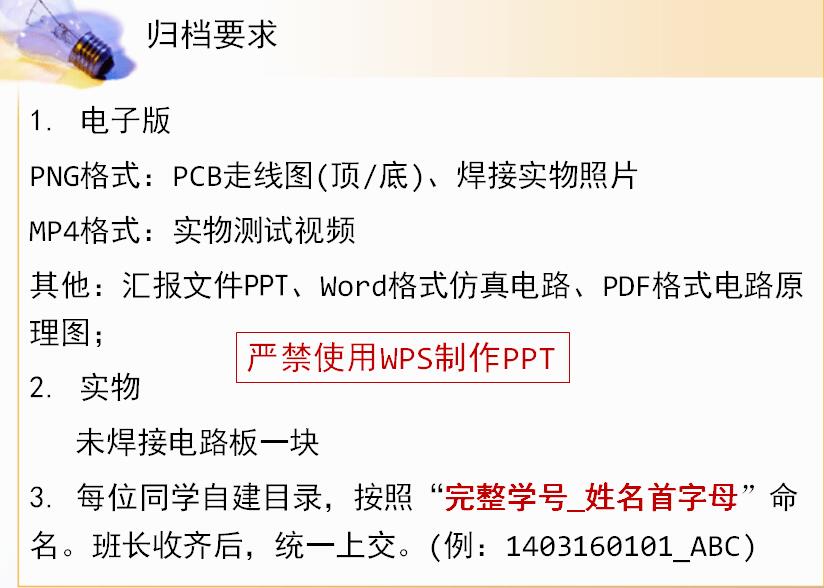 归档要求
1. 电子版
PNG格式：PCB走线图(顶/底)、焊接实物照片
MP4格式：实物测试视频
其他：汇报文件PPT、Word格式仿真电路、PDF格式电路原
理图；
严禁使用WPS制作PPT
2. 实物
未焊接电路板一块
3. 每位同学自建目录，按照“完整学号_姓名首字母”命
名。班长收齐后，统一上交。(例：1403160101_ABC)